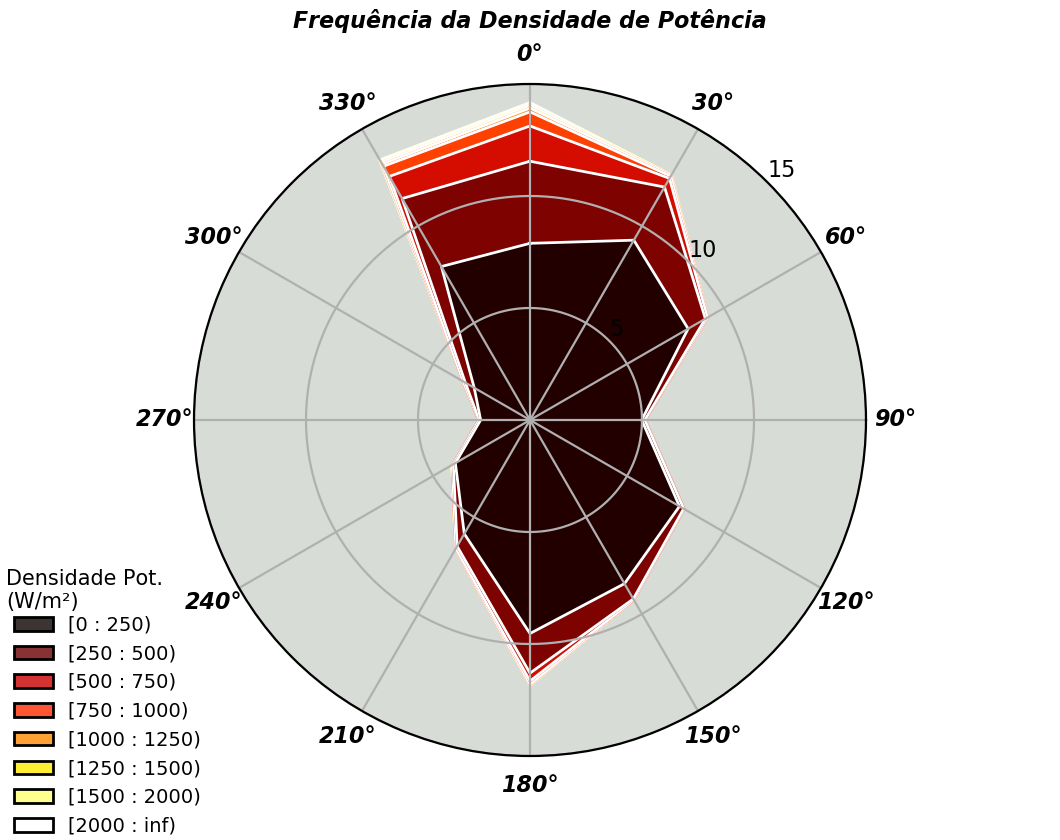 Frequência da Densidade de Potência
0°
330°
30°
15
300°
60°
10
5
270°
90°
240°
120°
210°
150°
180°
Densidade Pot.
(W/m²)
[0 : 250)
[250 : 500)
[500 : 750)
[750 : 1000)
[1000 : 1250)
[1250 : 1500)
[1500 : 2000)
[2000 : inf)